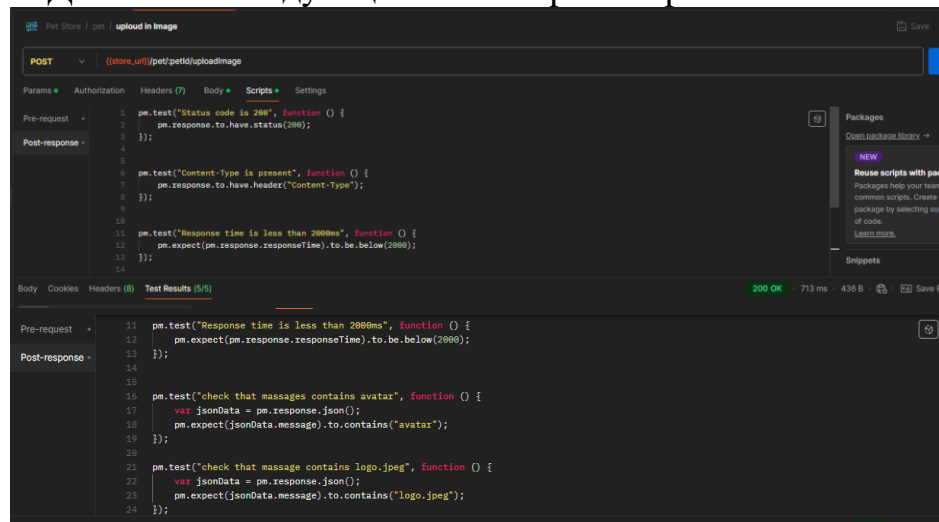 Pet Store / pet / uploud in Image
Save
POST
{{store_url}}/pet/:petId/uploadImage
Params Authorization Headers (7) Body Scripts Settings
Pre-request
Post-response
1 pm.test("Status code is 200", function () {
2 pm.response.to.have.status(200);
3 });
4
5
6 pm.test("Content-Type is present", function () {
7 pm.response.to.have.header("Content-Type");
8 });
9
10
11 pm.test("Response time is less than 2000ms", function () {
12 pm.expect(pm.response.responseTime).to.be.below(2000);
13 });
14
Packages
Open package library →
NEW
Reuse scripts with pac
Packages help your team
common scripts. Create
package by selecting so
of code.
Learn more.
Snippets
Body Cookies Headers (8) Test Results (5/5)
200 OK 713 ms 436 B Save
Pre-request
Post-response
11 pm.test("Response time is less than 2000ms", function () {
12 pm.expect(pm.response.responseTime).to.be.below(2000);
13 });
14
15
16 pm.test("check that massages contains avatar", function () {
17 var jsonData = pm.response.json();
18 pm.expect(jsonData.message).to.contains("avatar");
19 });
20
21 pm.test("check that massage contains logo.jpeg", function () {
22 var jsonData = pm.response.json();
23 pm.expect(jsonData.message).to.contains("logo.jpeg");
24 });